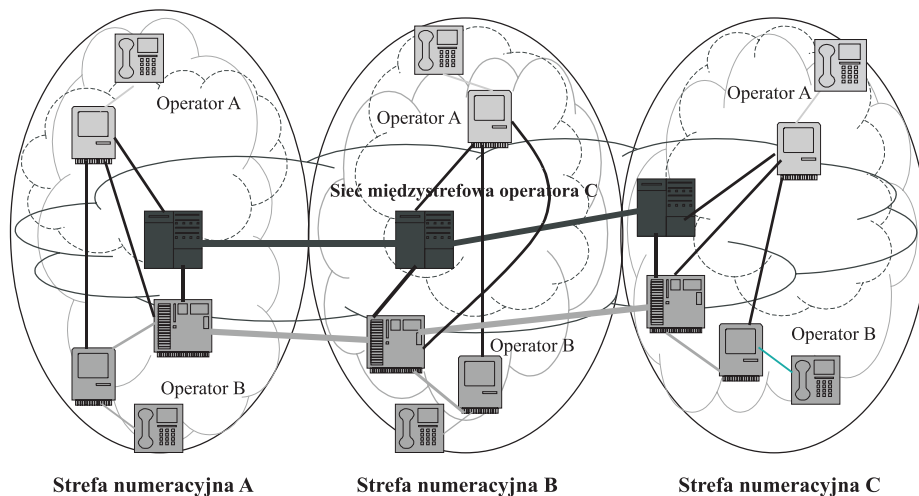 Operator A
Operator A
Operator A
Sieć międzystrefowa operatora C
Operator B
Operator B
Operator B
Strefa numeracyjna A
Strefa numeracyjna B
Strefa numeracyjna C